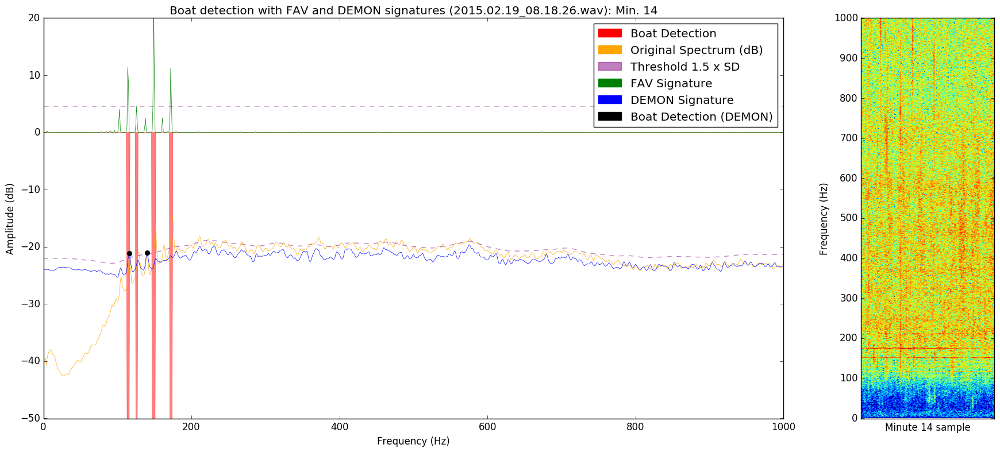 Boat detection with FAV and DEMON signatures (2015.02.19_08.18.26.wav): Min. 14
Boat Detection
Original Spectrum (dB)
Threshold 1.5 x SD
FAV Signature
DEMON Signature
Boat Detection (DEMON)
20
10
0
−10
−20
−30
−40
−50
Amplitude (dB)
0
200
400
600
800
1000
Frequency (Hz)
1000
900
800
700
600
500
400
300
200
100
0
Frequency (Hz)
Minute 14 sample